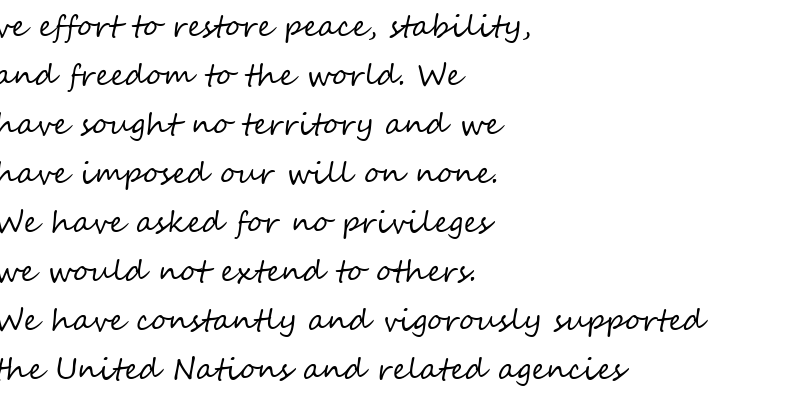 ve effort to restore peace, stability,
and freedom to the world. We
have sought no territory and we
have imposed our will on none.
We have asked for no privileges
we would not extend to others.
We have constantly and vigorously supported
the United Nations and related agencies